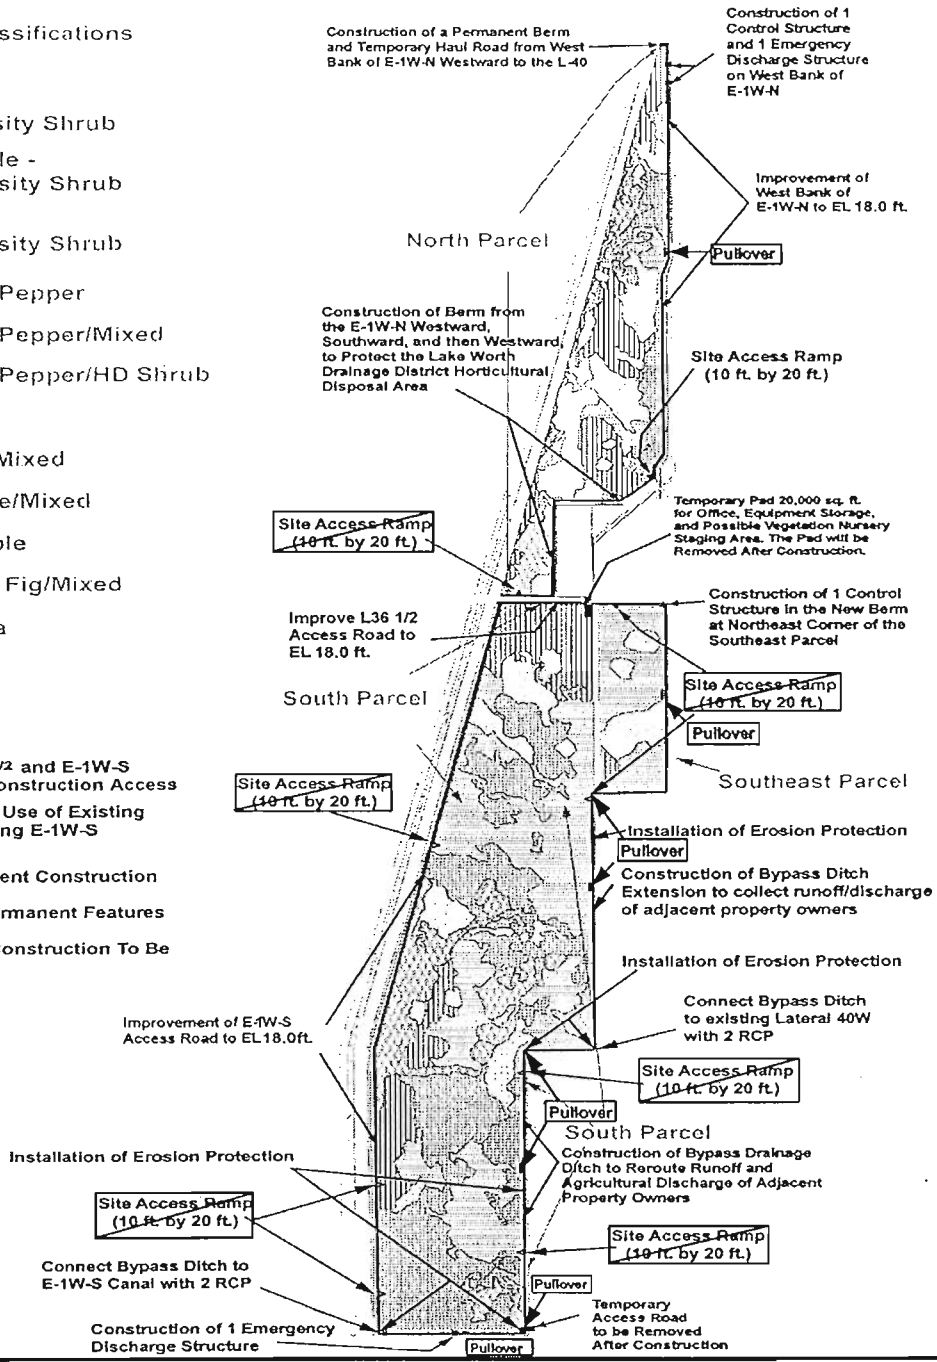 ssifications
sity Shrub
le -
sity Shrub
sity Shrub
Pepper
Pepper/Mixed
Pepper/HD Shrub
Mixed
e/Mixed
ole
Fig/Mixed
a
1/2 and E-1W-S
onstruction Access
Use of Existing
ng E-1W-S
ent Construction
rmanent Features
Construction To Be
Construction of a Permanent Berm
and Temporary Haul Road from West
Bank of E-1W-N Westward to the L-40
Construction of 1
Control Structure
and 1 Emergency
Discharge Structure
on West Bank of
E-1W-N
Improvement of
West Bank of
E-1W-N to EL 18.0 ft.
North Parcel
Pullover
Construction of Berm from
the E-1W-N Westward,
Southward, and then Westward,
to Protect the Lake Worth
Drainage District Horticultural
Disposal Area
Site Access Ramp
(10 ft. by 20 ft.)
Temporary Pad 20,000 sq. ft.
for Office, Equipment Storage,
and Possible Vegetation Nursery
Staging Area. The Pad will be
Removed After Construction.
Site Access Ramp
(10 ft. by 20 ft.)
Improve L36 1/2
Access Road to
EL 18.0 ft.
Construction of 1 Control
Structure in the New Berm
at Northeast Corner of the
Southeast Parcel
South Parcel
Site Access Ramp
(10 ft. by 20 ft.)
Pullover
Southeast Parcel
Site Access Ramp
(10 ft. by 20 ft.)
Installation of Erosion Protection
Pullover
Construction of Bypass Ditch
Extension to collect runoff/discharge
of adjacent property owners
Installation of Erosion Protection
Connect Bypass Ditch
to existing Lateral 40W
with 2 RCP
Improvement of E-1W-S
Access Road to EL18.0ft.
Site Access Ramp
(10 ft. by 20 ft.)
Pullover
South Parcel
Construction of Bypass Drainage
Ditch to Reroute Runoff and
Agricultural Discharge of Adjacent
Property Owners
Installation of Erosion Protection
Site Access Ramp
(10 ft. by 20 ft.)
Site Access Ramp
(10 ft. by 20 ft.)
Connect Bypass Ditch to
E-1W-S Canal with 2 RCP
Pullover
Temporary
Access Road
to be Removed
After Construction
Construction of 1 Emergency
Discharge Structure
Pullover